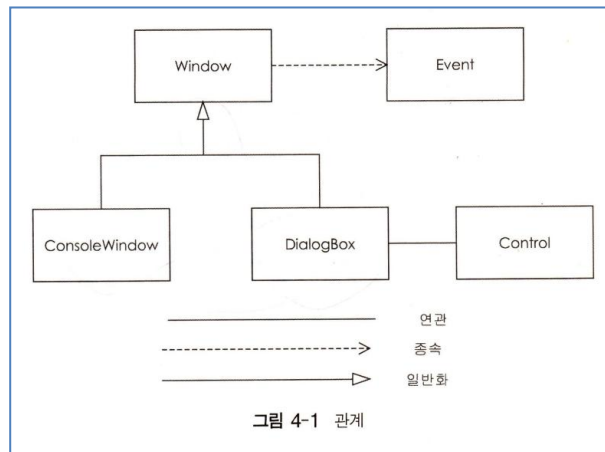 Window
Event
ConsoleWindow
DialogBox
Control
연관
종속
일반화
그림 4-1 관계